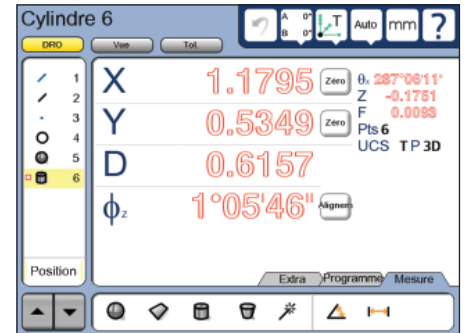 Cylindre 6
A 0°
B 0°
T
Auto
mm
?
DRO
Vue
Tol.
1
2
3
4
5
6
Position
X 1.1795 Zero
Y 0.5349 Zero
D 0.6157
ϕz 1°05'46" Alignem
θx 287°06'11"
Z -0.1751
F 0.0093
Pts 6
UCS T P 3D
Extra Programme Mesure